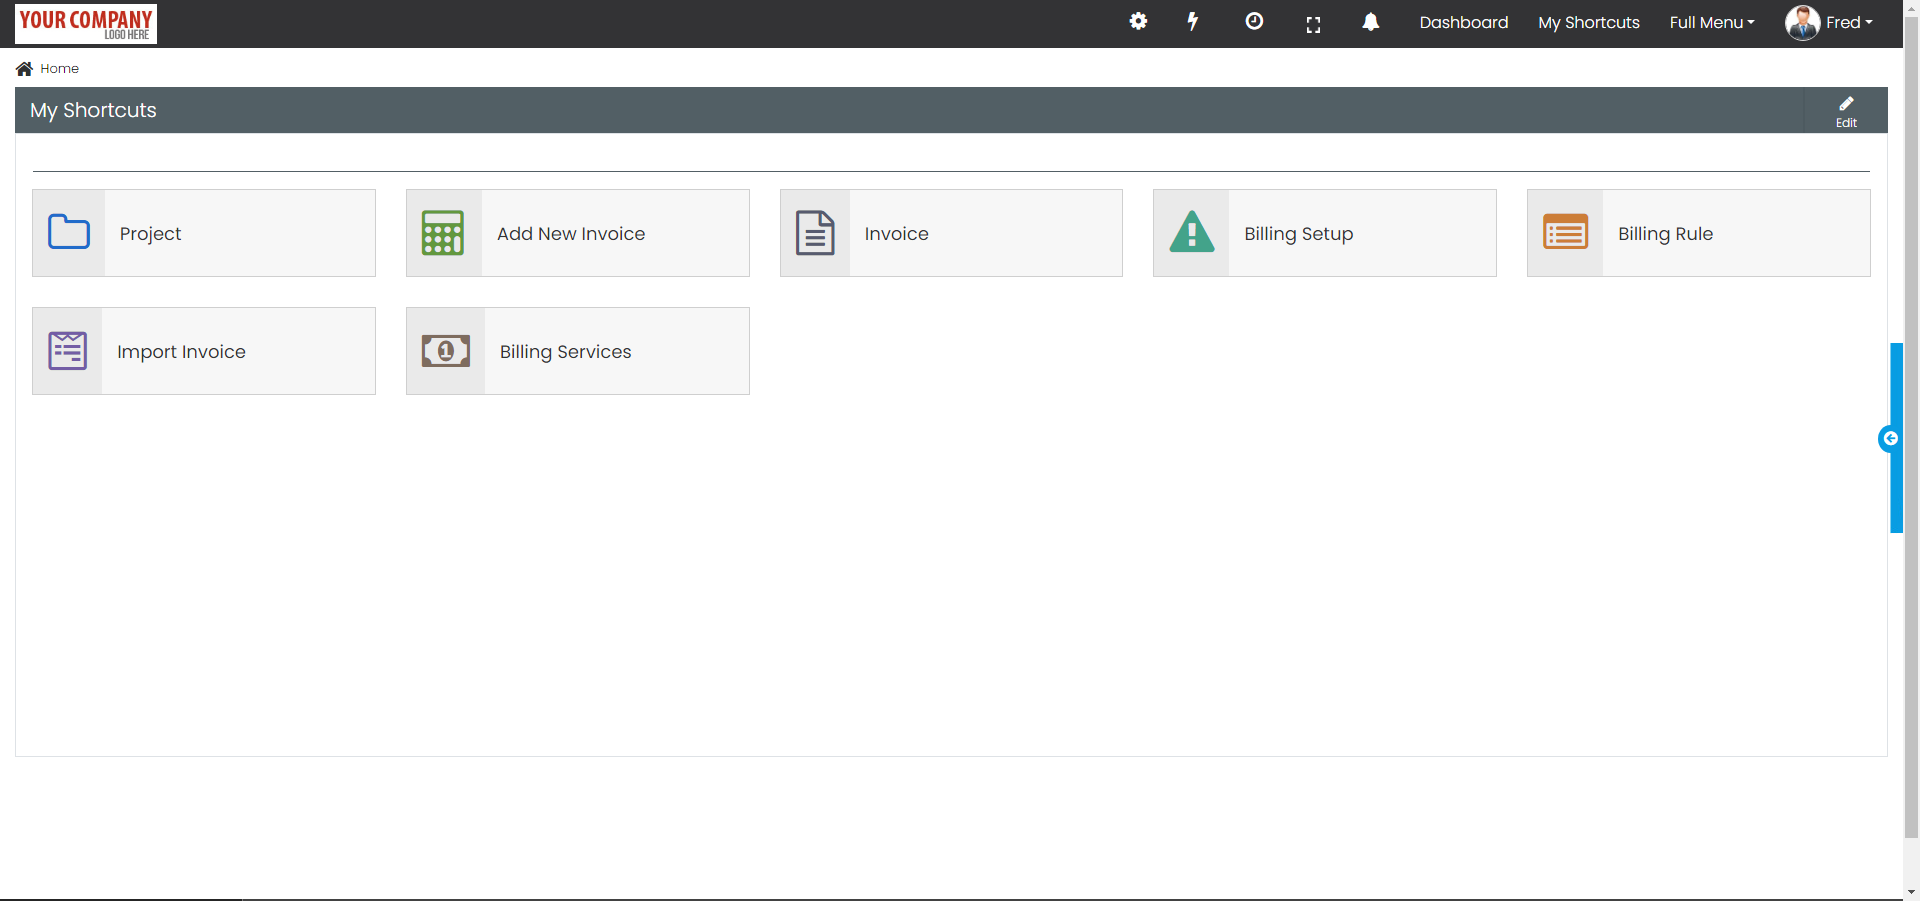 YOUR COMPANY
LOGO HERE
Dashboard
My Shortcuts
Full Menu
Fred
Home
My Shortcuts
Edit
Project
Add New Invoice
Invoice
Billing Setup
Billing Rule
Import Invoice
1
Billing Services